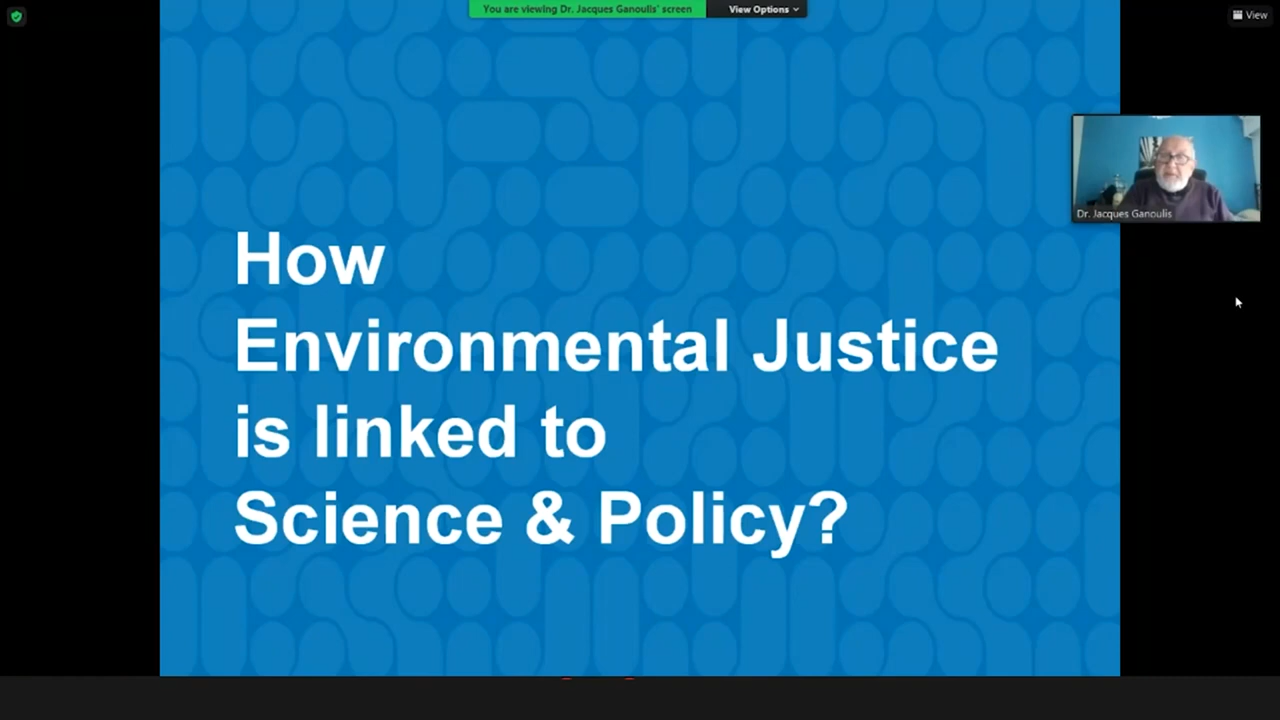 You are viewing Dr. Jacques Ganoulis' screen
View Options
View
Dr. Jacques Ganoulis
How
Environmental Justice
is linked to
Science & Policy?